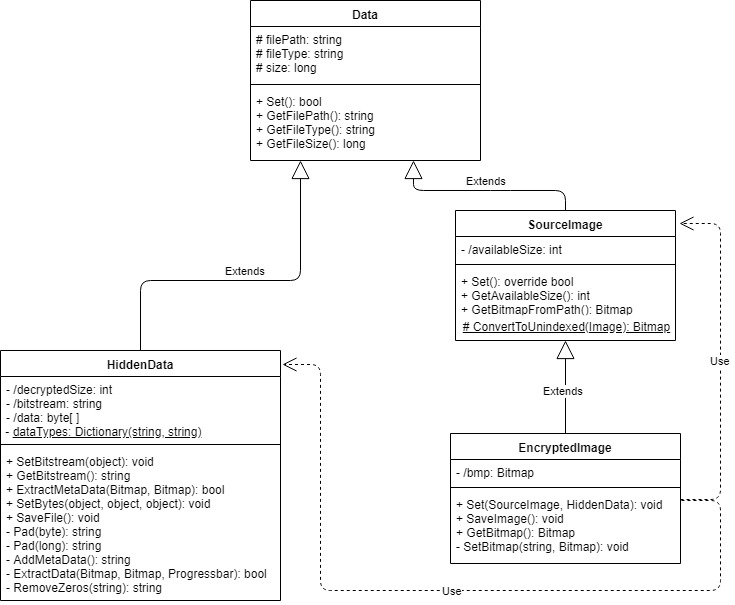 Data
# filePath: string
# fileType: string
# size: long
+ Set(): bool
+ GetFilePath(): string
+ GetFileType(): string
+ GetFileSize(): long
Extends
SourceImage
- /availableSize: int
+ Set(): override bool
+ GetAvailableSize(): int
+ GetBitmapFromPath(): Bitmap
# ConvertToUnindexed(Image): Bitmap
Extends
HiddenData
- /decryptedSize: int
- /bitstream: string
- /data: byte[ ]
- dataTypes: Dictionary(string, string)
+ SetBitstream(object): void
+ GetBitstream(): string
+ ExtractMetaData(Bitmap, Bitmap): bool
+ SetBytes(object, object, object): void
+ SaveFile(): void
- Pad(byte): string
- Pad(long): string
- AddMetaData(): string
- ExtractData(Bitmap, Bitmap, Progressbar): bool
- RemoveZeros(string): string
Use
Extends
EncryptedImage
- /bmp: Bitmap
+ Set(SourceImage, HiddenData): void
+ SaveImage(): void
+ GetBitmap(): Bitmap
- SetBitmap(string, Bitmap): void
Use